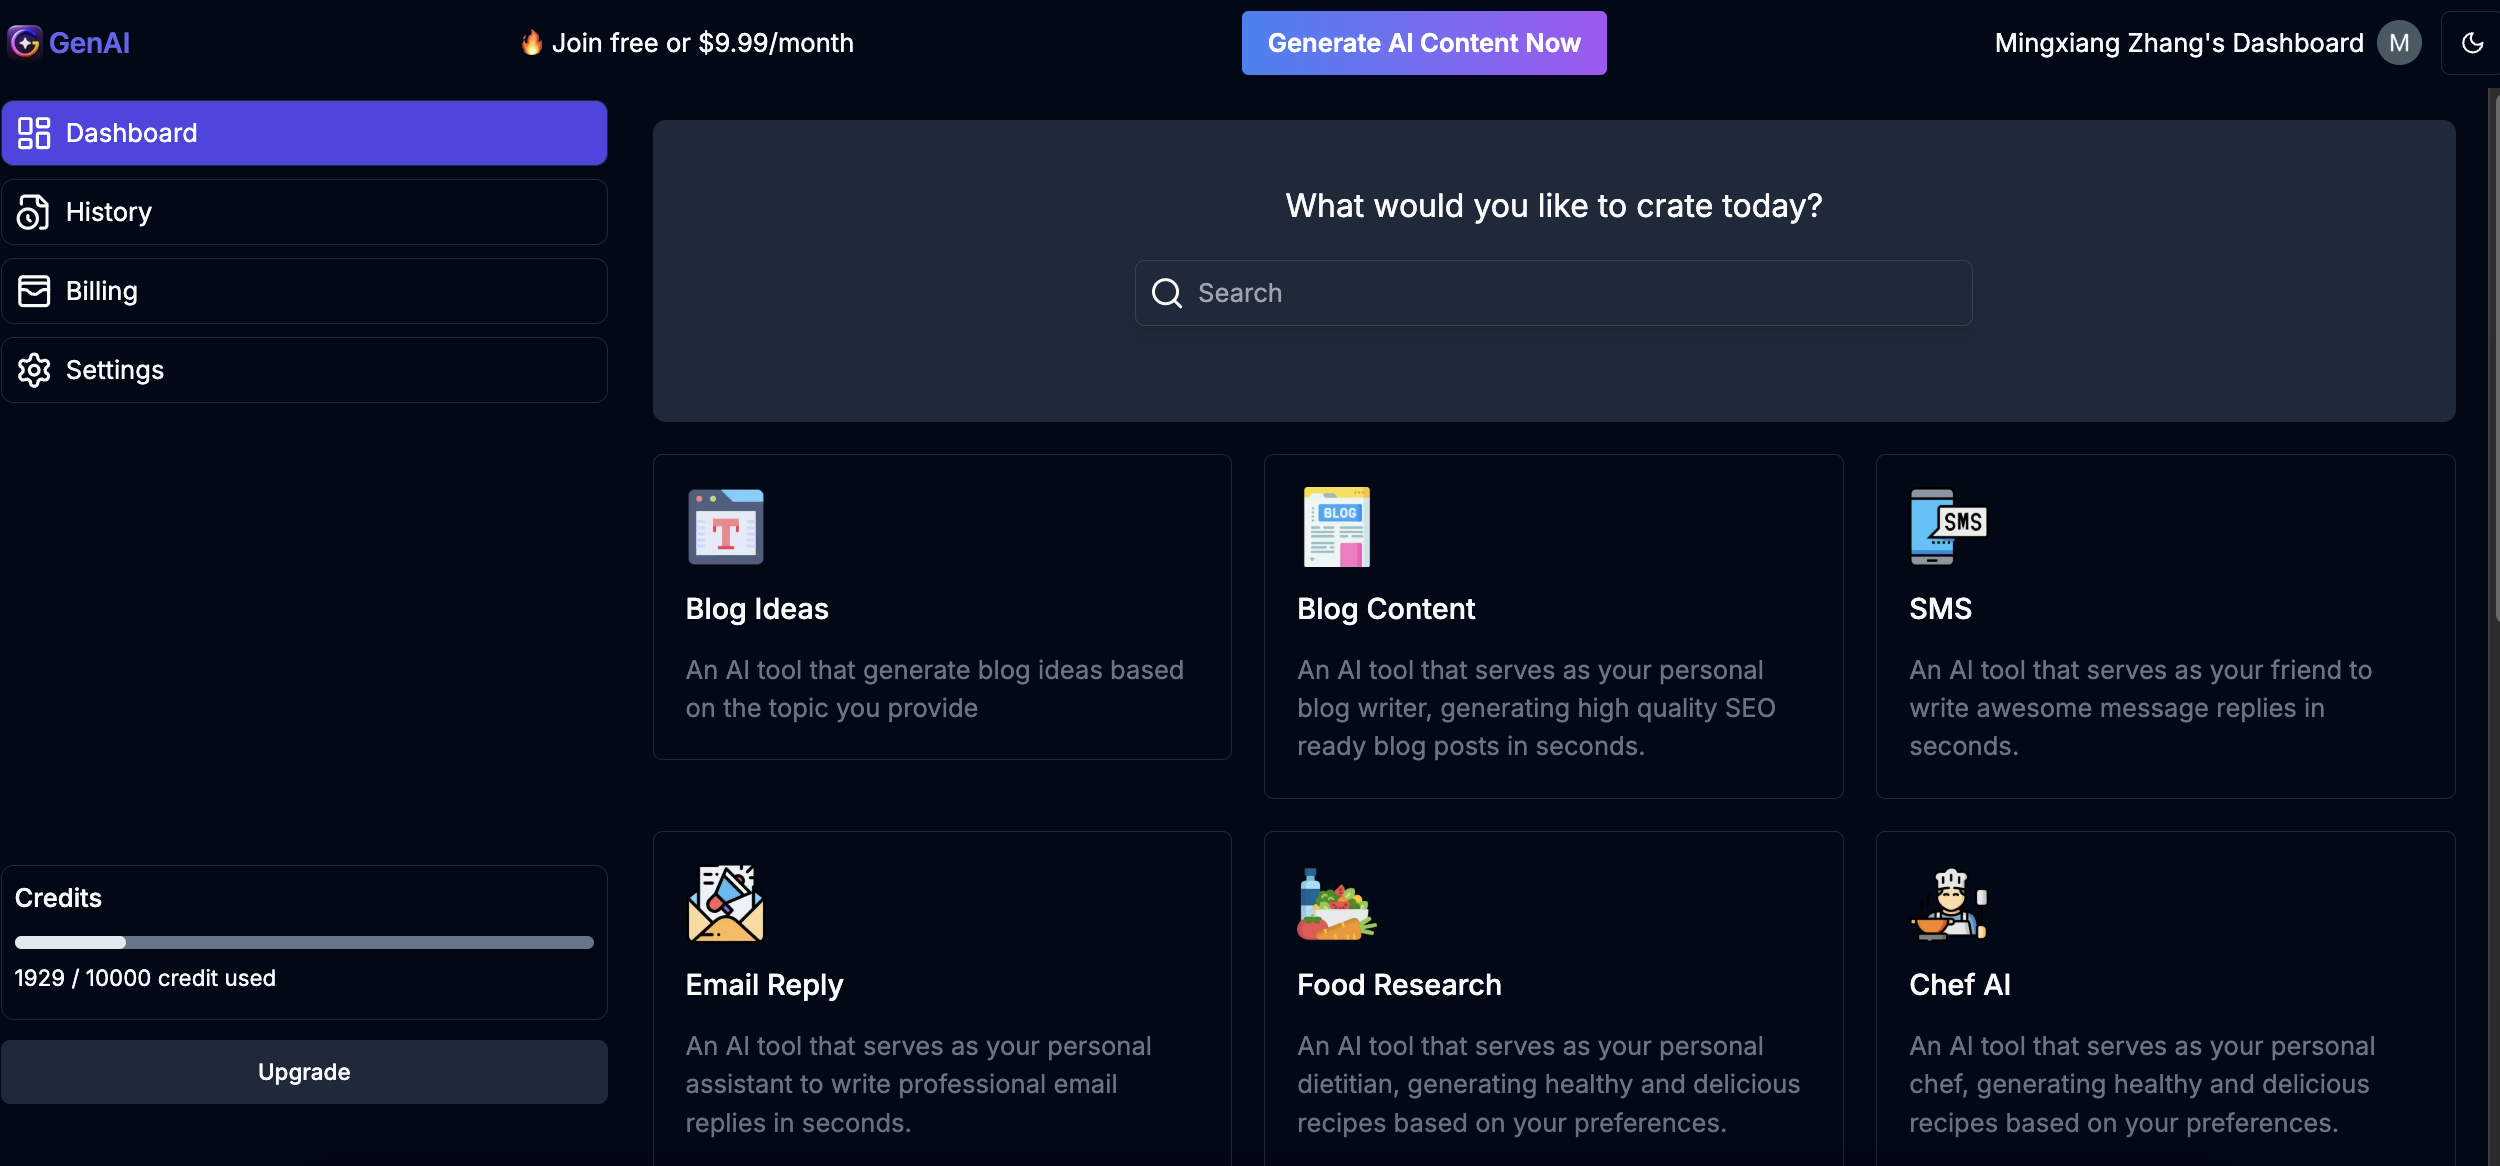 GenAI
🔥 Join free or $9.99/month
Generate AI Content Now
Mingxiang Zhang's Dashboard
M
Dashboard
History
Billing
Settings
Credits
1929 / 10000 credit used
Upgrade
What would you like to crate today?
Search
T
Blog Ideas
An AI tool that generate blog ideas based
on the topic you provide
BLOG
Blog Content
An AI tool that serves as your personal
blog writer, generating high quality SEO
ready blog posts in seconds.
SMS
SMS
An AI tool that serves as your friend to
write awesome message replies in
seconds.
Email Reply
An AI tool that serves as your personal
assistant to write professional email
replies in seconds.
Food Research
An AI tool that serves as your personal
dietitian, generating healthy and delicious
recipes based on your preferences.
Chef AI
An AI tool that serves as your personal
chef, generating healthy and delicious
recipes based on your preferences.